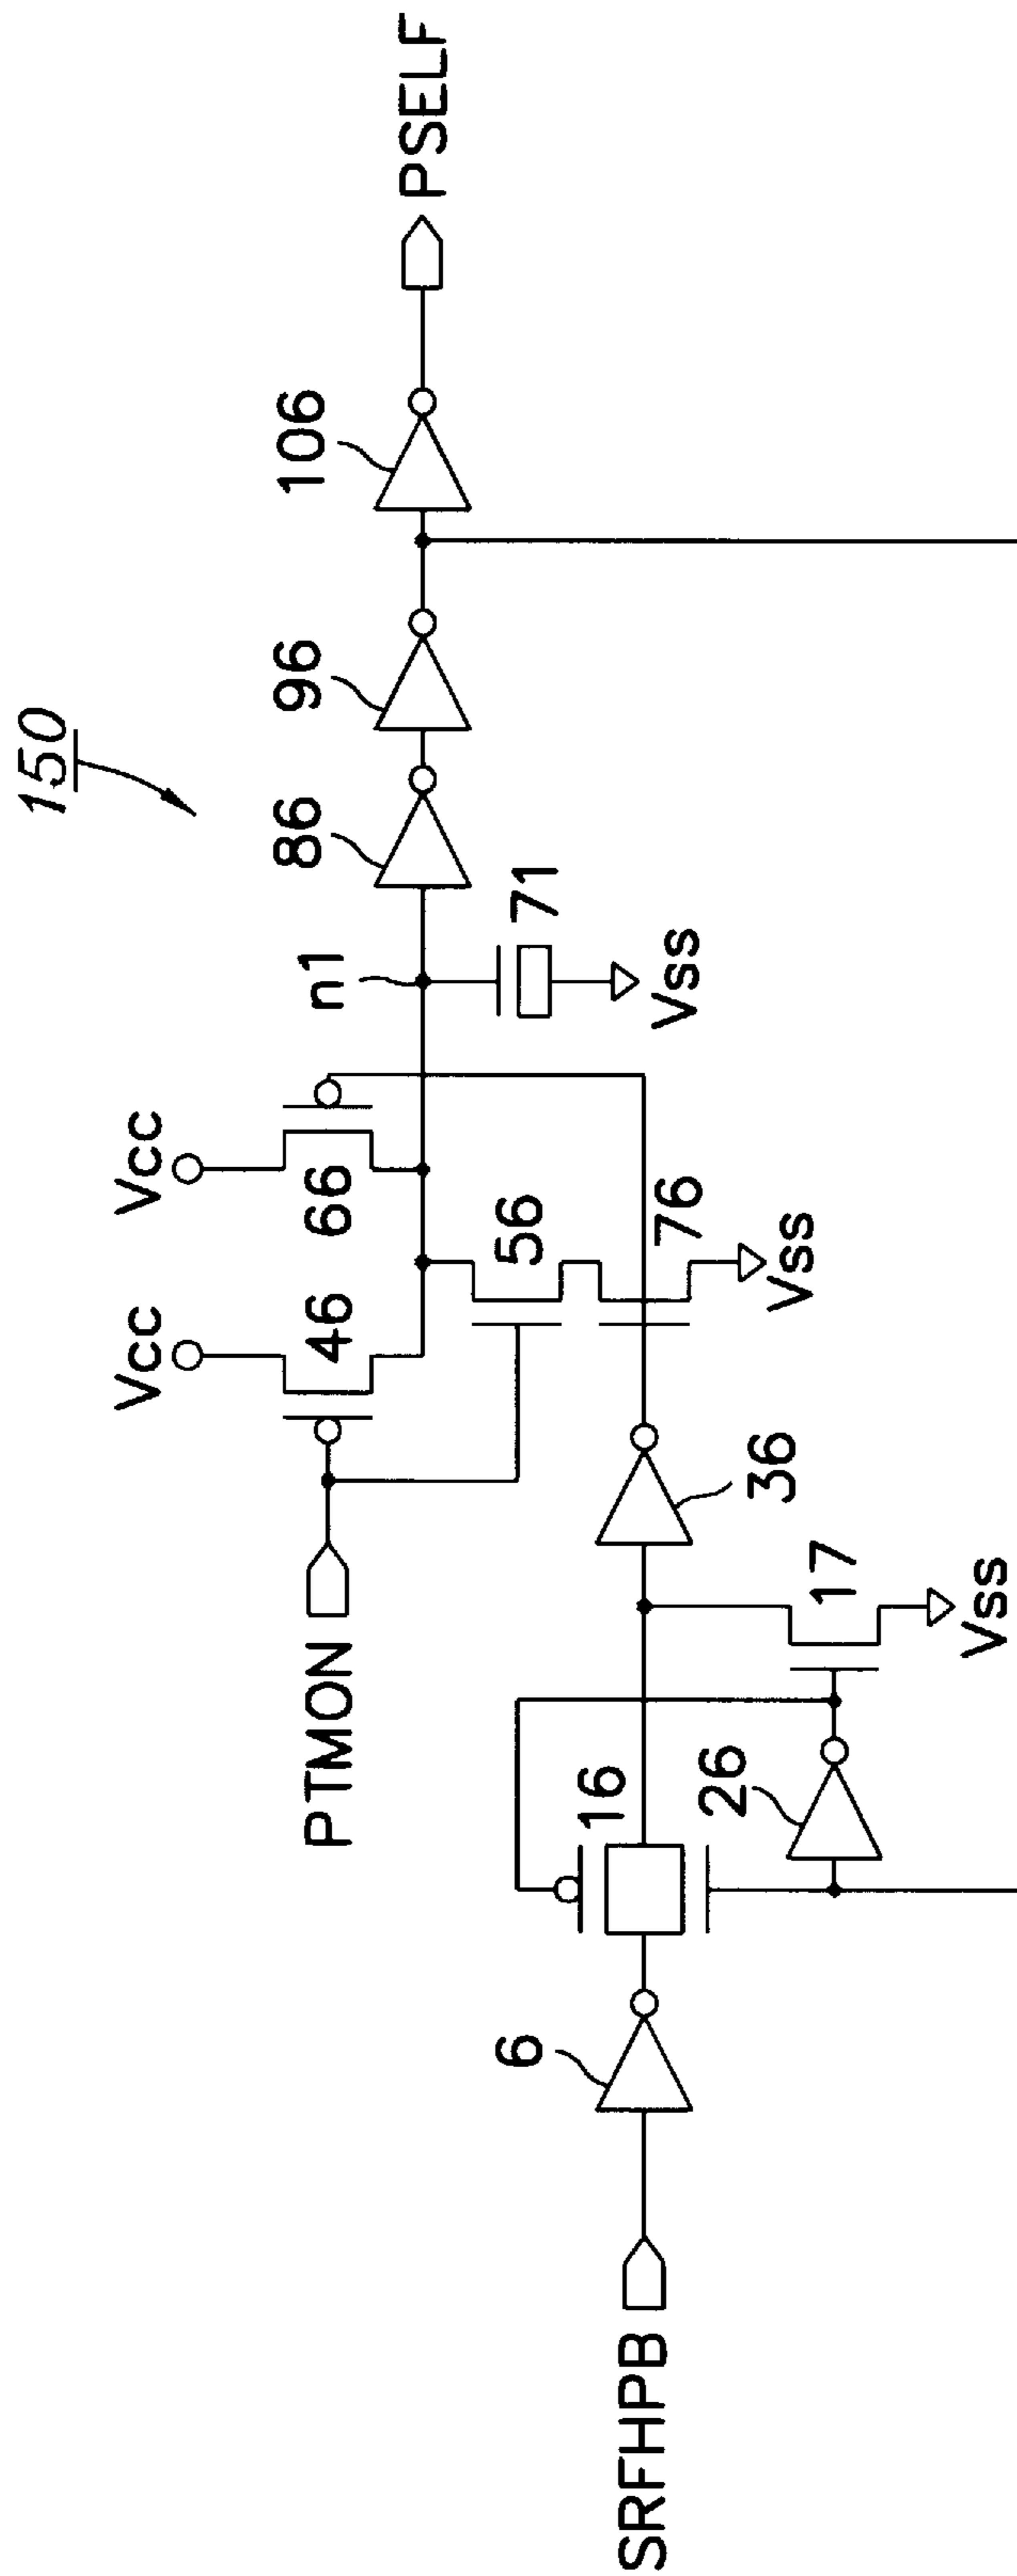 150
Vcc
Vcc
PTMON
46
66
n1
86
96
106
PSELF
56
71
Vss
76
Vss
SRFHPB
6
16
36
26
17
Vss